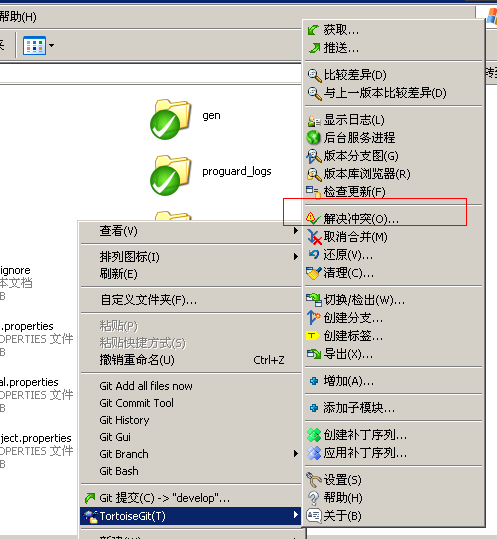 帮助(H)
gen
proguard_logs
ignore
本文档
B
.properties
OPERTIES 文件
B
al.properties
OPERTIES 文件
B
ject.properties
OPERTIES 文件
B
查看(V)
排列图标(I)
刷新(E)
自定义文件夹(F)...
粘贴(P)
粘贴快捷方式(S)
撤销重命名(U) Ctrl+Z
Git Add all files now
Git Commit Tool
Git History
Git Gui
Git Branch
Git Bash
Git 提交(C) -> "develop"...
TortoiseGit(T)
获取...
推送...
比较差异(D)
与上一版本比较差异(D)
显示日志(L)
后台服务进程
版本分支图(G)
版本库浏览器(R)
检查更新(F)
解决冲突(O)...
取消合并(M)
还原(V)...
清理(C)...
切换/检出(W)...
创建分支...
创建标签...
导出(X)...
增加(A)...
添加子模块...
创建补丁序列...
应用补丁序列...
设置(S)
帮助(H)
关于(B)